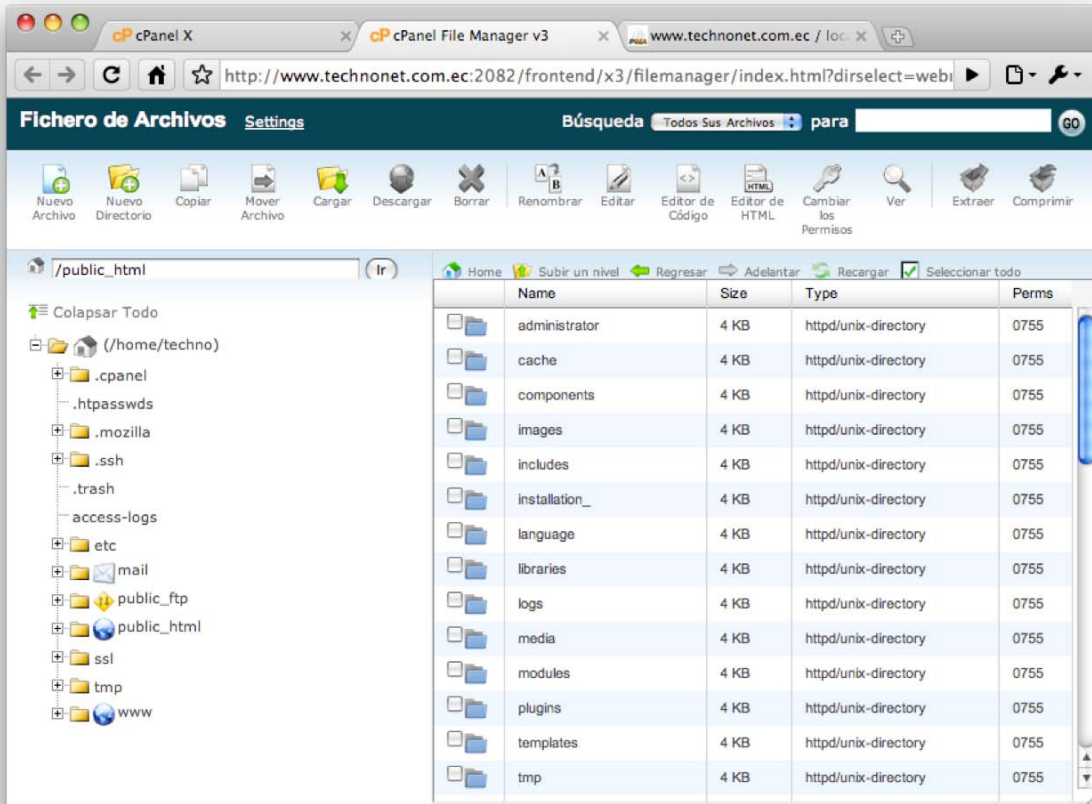 cP cPanel X
cP cPanel File Manager v3
www.technonet.com.ec / loc
http://www.technonet.com.ec:2082/frontend/x3/filemanager/index.html?dirselect=web
Fichero de Archivos Settings
Búsqueda Todos Sus Archivos para GO
Nuevo Archivo
Nuevo Directorio
Copiar
Mover Archivo
Cargar
Descargar
Borrar
A B
Renombrar
Editar
Editor de Código
HTML
Editor de HTML
Cambiar los Permisos
Ver
Extraer
Comprimir
/public_html Ir
Home Subir un nivel Regresar Adelantar Recargar Seleccionar todo
Colapsar Todo
(/home/techno)
.cpanel
.htpasswds
.mozilla
.ssh
.trash
access-logs
etc
mail
public_ftp
public_html
ssl
tmp
www
Name Size Type Perms
administrator 4 KB httpd/unix-directory 0755
cache 4 KB httpd/unix-directory 0755
components 4 KB httpd/unix-directory 0755
images 4 KB httpd/unix-directory 0755
includes 4 KB httpd/unix-directory 0755
installation_ 4 KB httpd/unix-directory 0755
language 4 KB httpd/unix-directory 0755
libraries 4 KB httpd/unix-directory 0755
logs 4 KB httpd/unix-directory 0755
media 4 KB httpd/unix-directory 0755
modules 4 KB httpd/unix-directory 0755
plugins 4 KB httpd/unix-directory 0755
templates 4 KB httpd/unix-directory 0755
tmp 4 KB httpd/unix-directory 0755